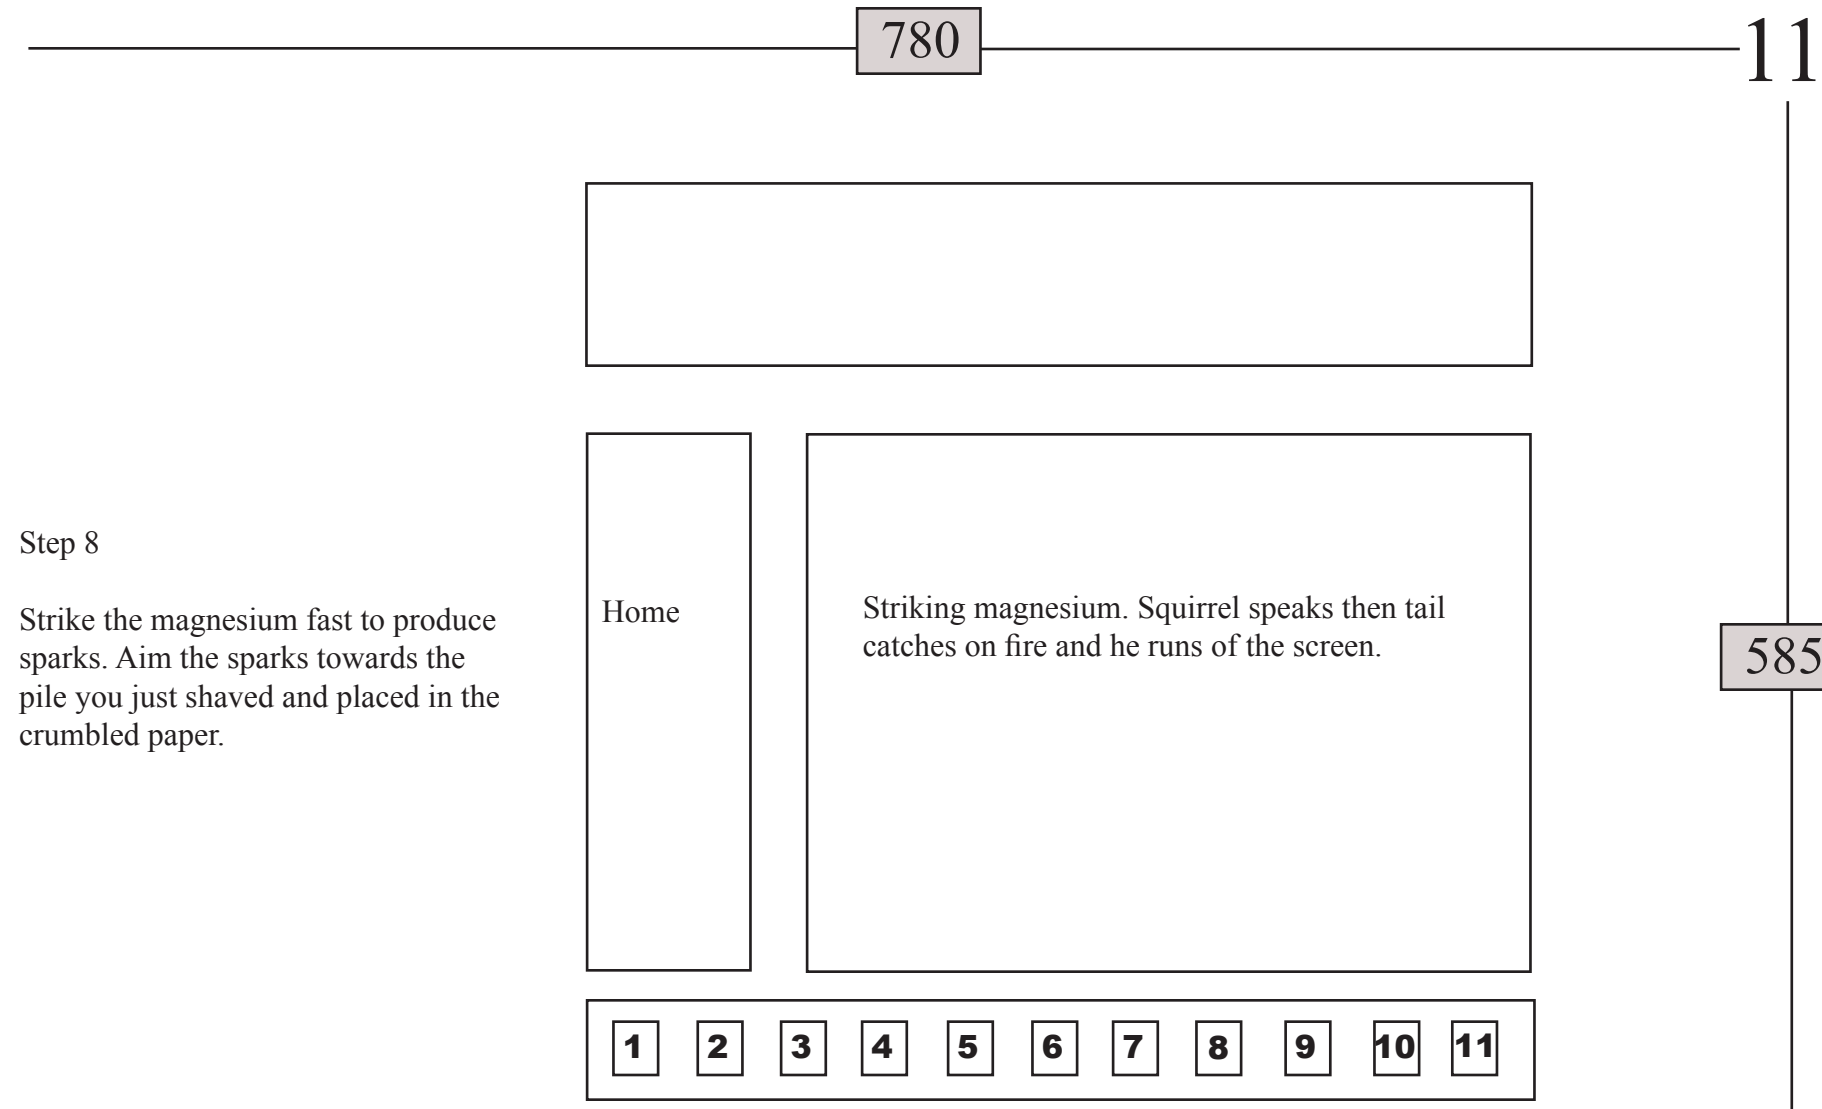 780
11
Step 8
Strike the magnesium fast to produce
sparks. Aim the sparks towards the
pile you just shaved and placed in the
crumbled paper.
Home
Striking magnesium. Squirrel speaks then tail
catches on fire and he runs of the screen.
585
1 2 3 4 5 6 7 8 9 10 11